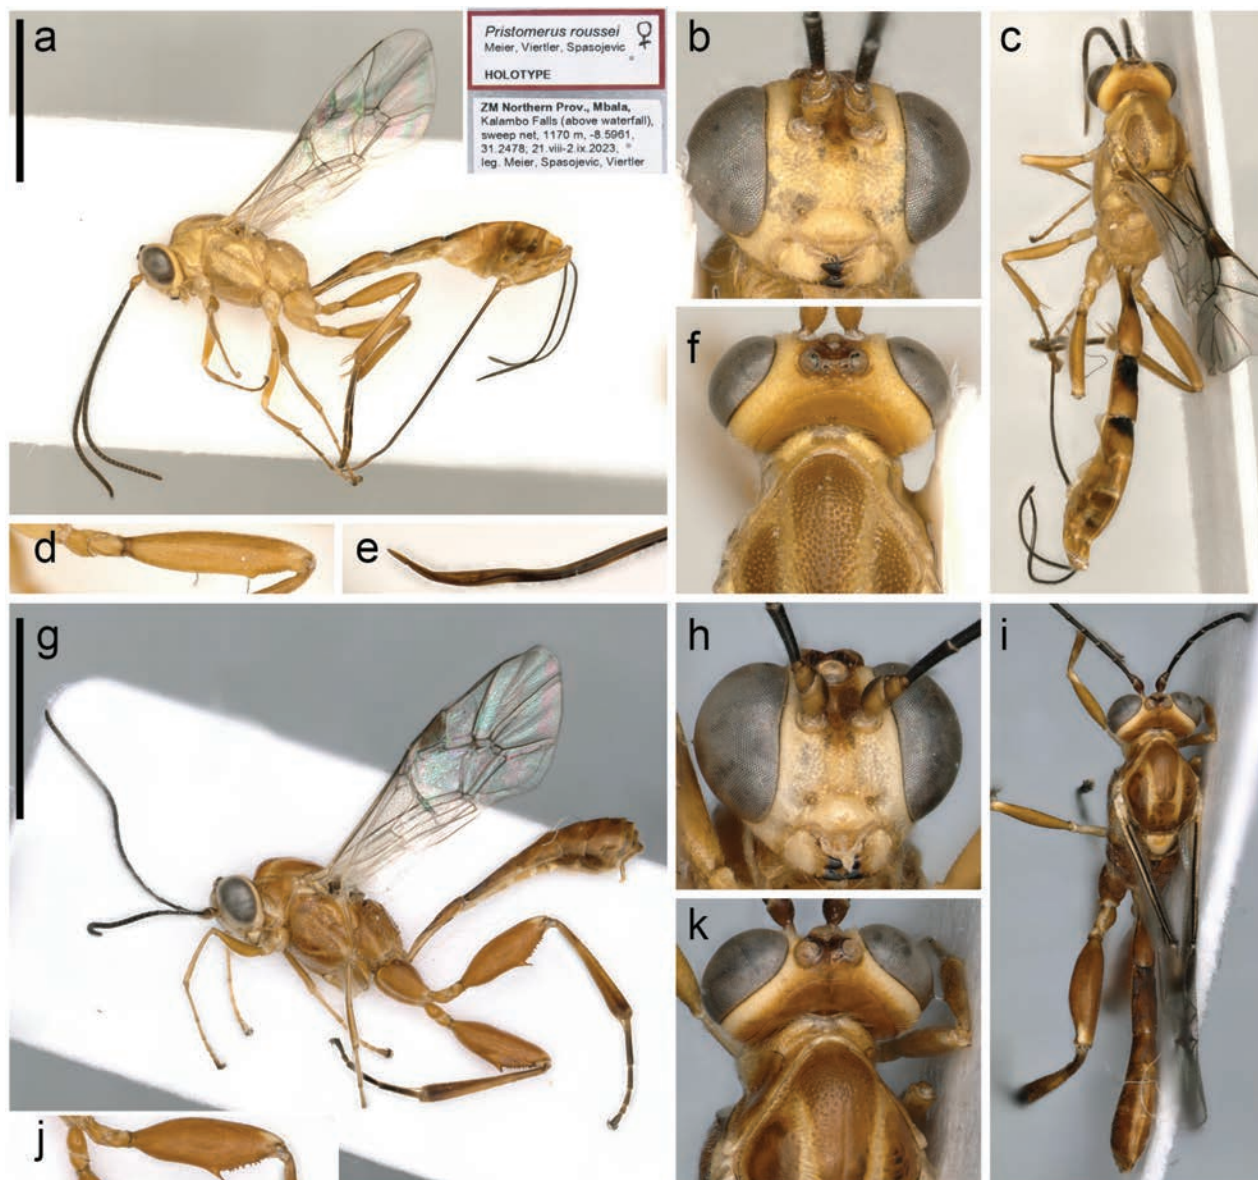 a
Pristomerus roussei ♀
Meier, Viertler, Spasojevic
HOLOTYPE
ZM Northern Prov., Mbala,
Kalambo Falls (above waterfall),
sweep net, 1170 m, -8.5961,
31.2478; 21.viii-2.ix.2023,
leg. Meier, Spasojevic, Viertler
b
c
d
e
f
g
h
i
j
k